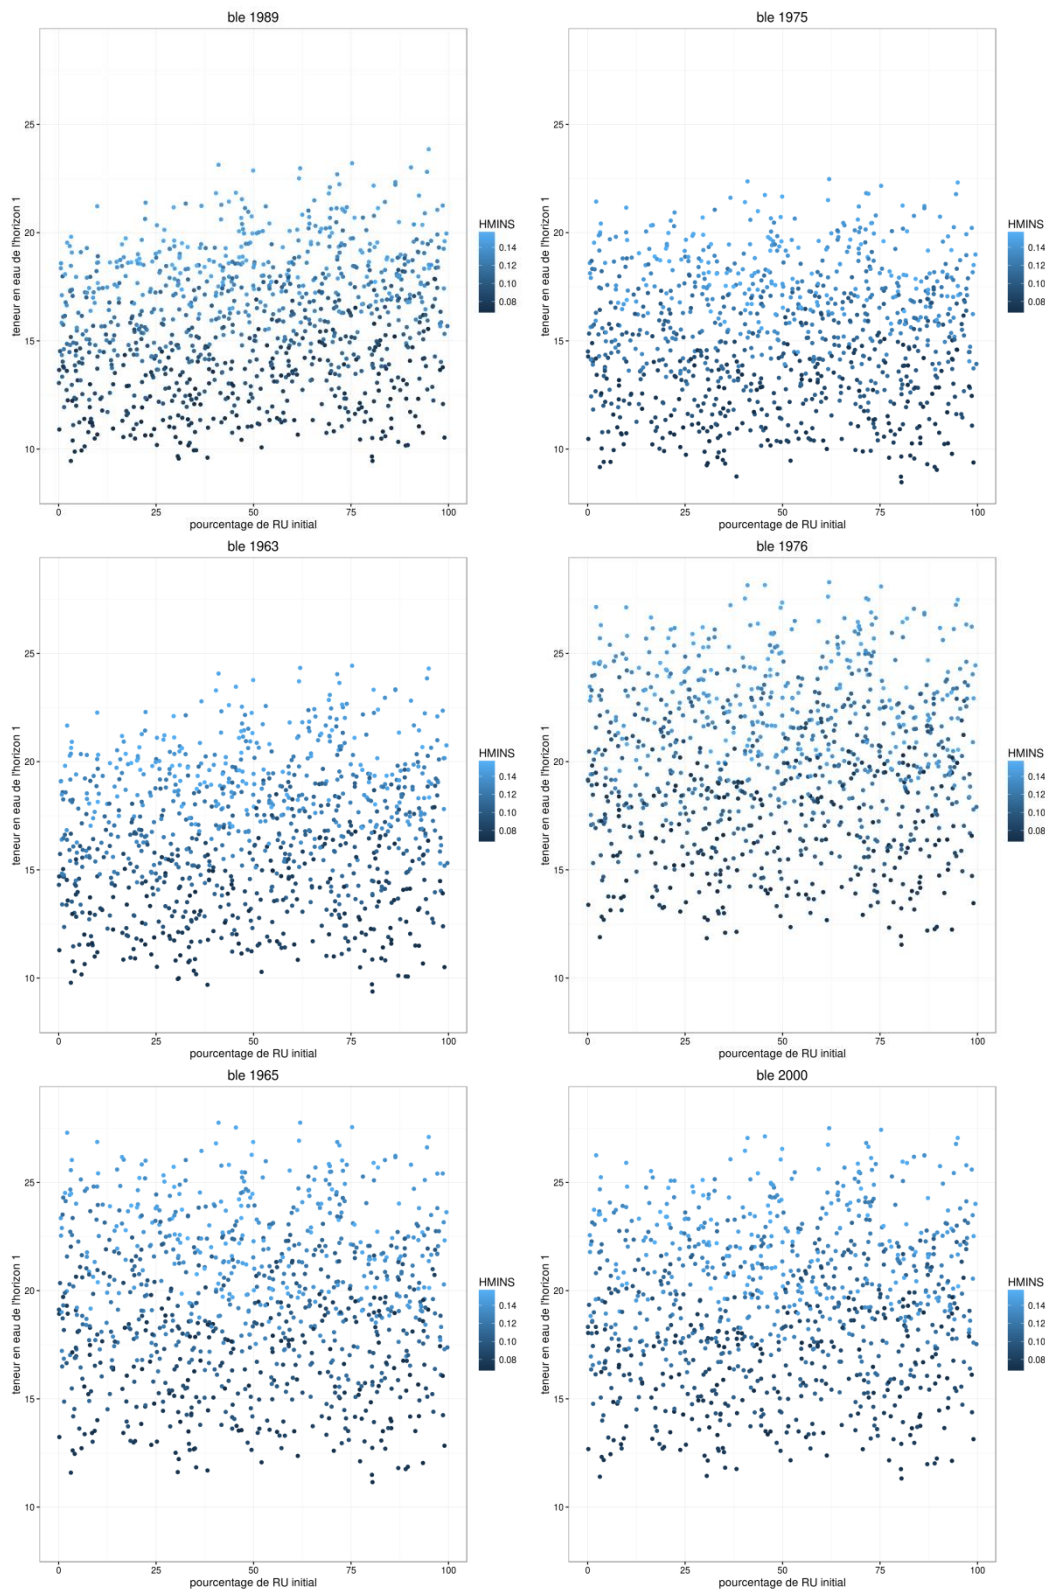 ble 1989
teneur en eau de l'horizon 1
25
20
15
10
0 25 50 75 100
pourcentage de RU initial
HMINS
0.14
0.12
0.10
0.08
ble 1975
teneur en eau de l'horizon 1
25
20
15
10
0 25 50 75 100
pourcentage de RU initial
HMINS
0.14
0.12
0.10
0.08
ble 1963
teneur en eau de l'horizon 1
25
20
15
10
0 25 50 75 100
pourcentage de RU initial
HMINS
0.14
0.12
0.10
0.08
ble 1976
teneur en eau de l'horizon 1
25
20
15
10
0 25 50 75 100
pourcentage de RU initial
HMINS
0.14
0.12
0.10
0.08
ble 1965
teneur en eau de l'horizon 1
25
20
15
10
0 25 50 75 100
pourcentage de RU initial
HMINS
0.14
0.12
0.10
0.08
ble 2000
teneur en eau de l'horizon 1
25
20
15
10
0 25 50 75 100
pourcentage de RU initial
HMINS
0.14
0.12
0.10
0.08